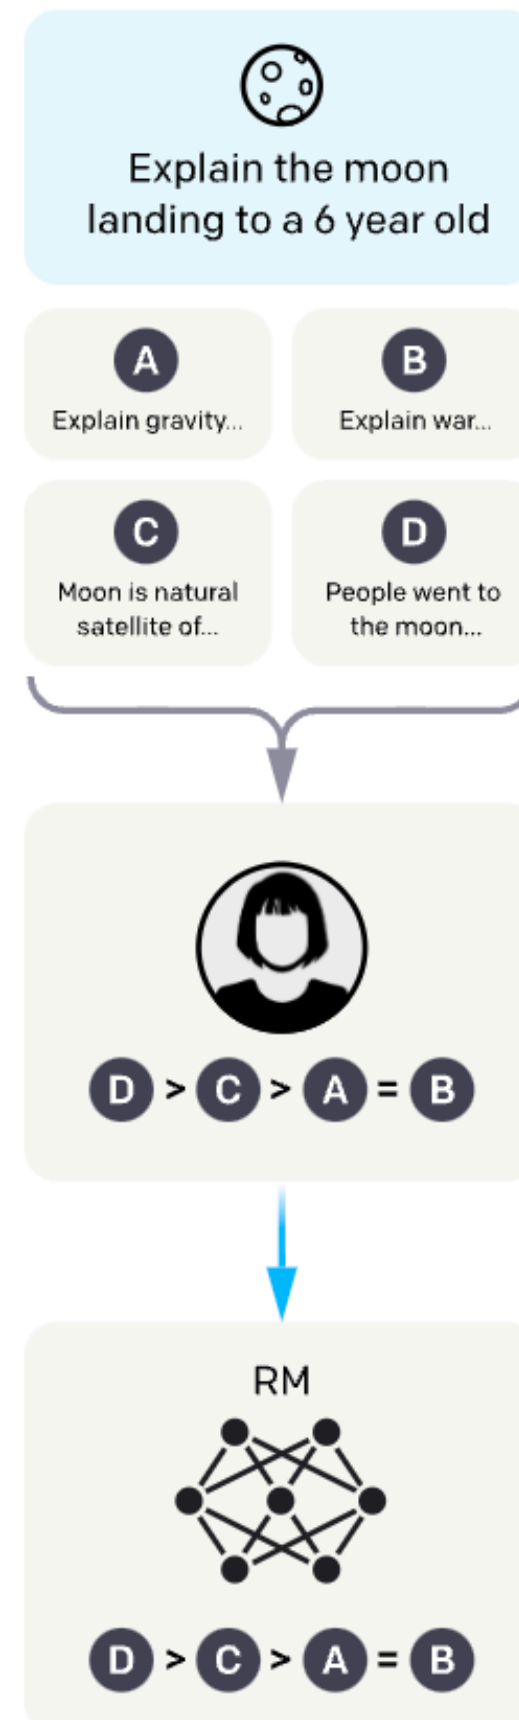 Explain the moon
landing to a 6 year old
A
Explain gravity...
B
Explain war...
C
Moon is natural
satellite of...
D
People went to
the moon...
D > C > A = B
RM
D > C > A = B